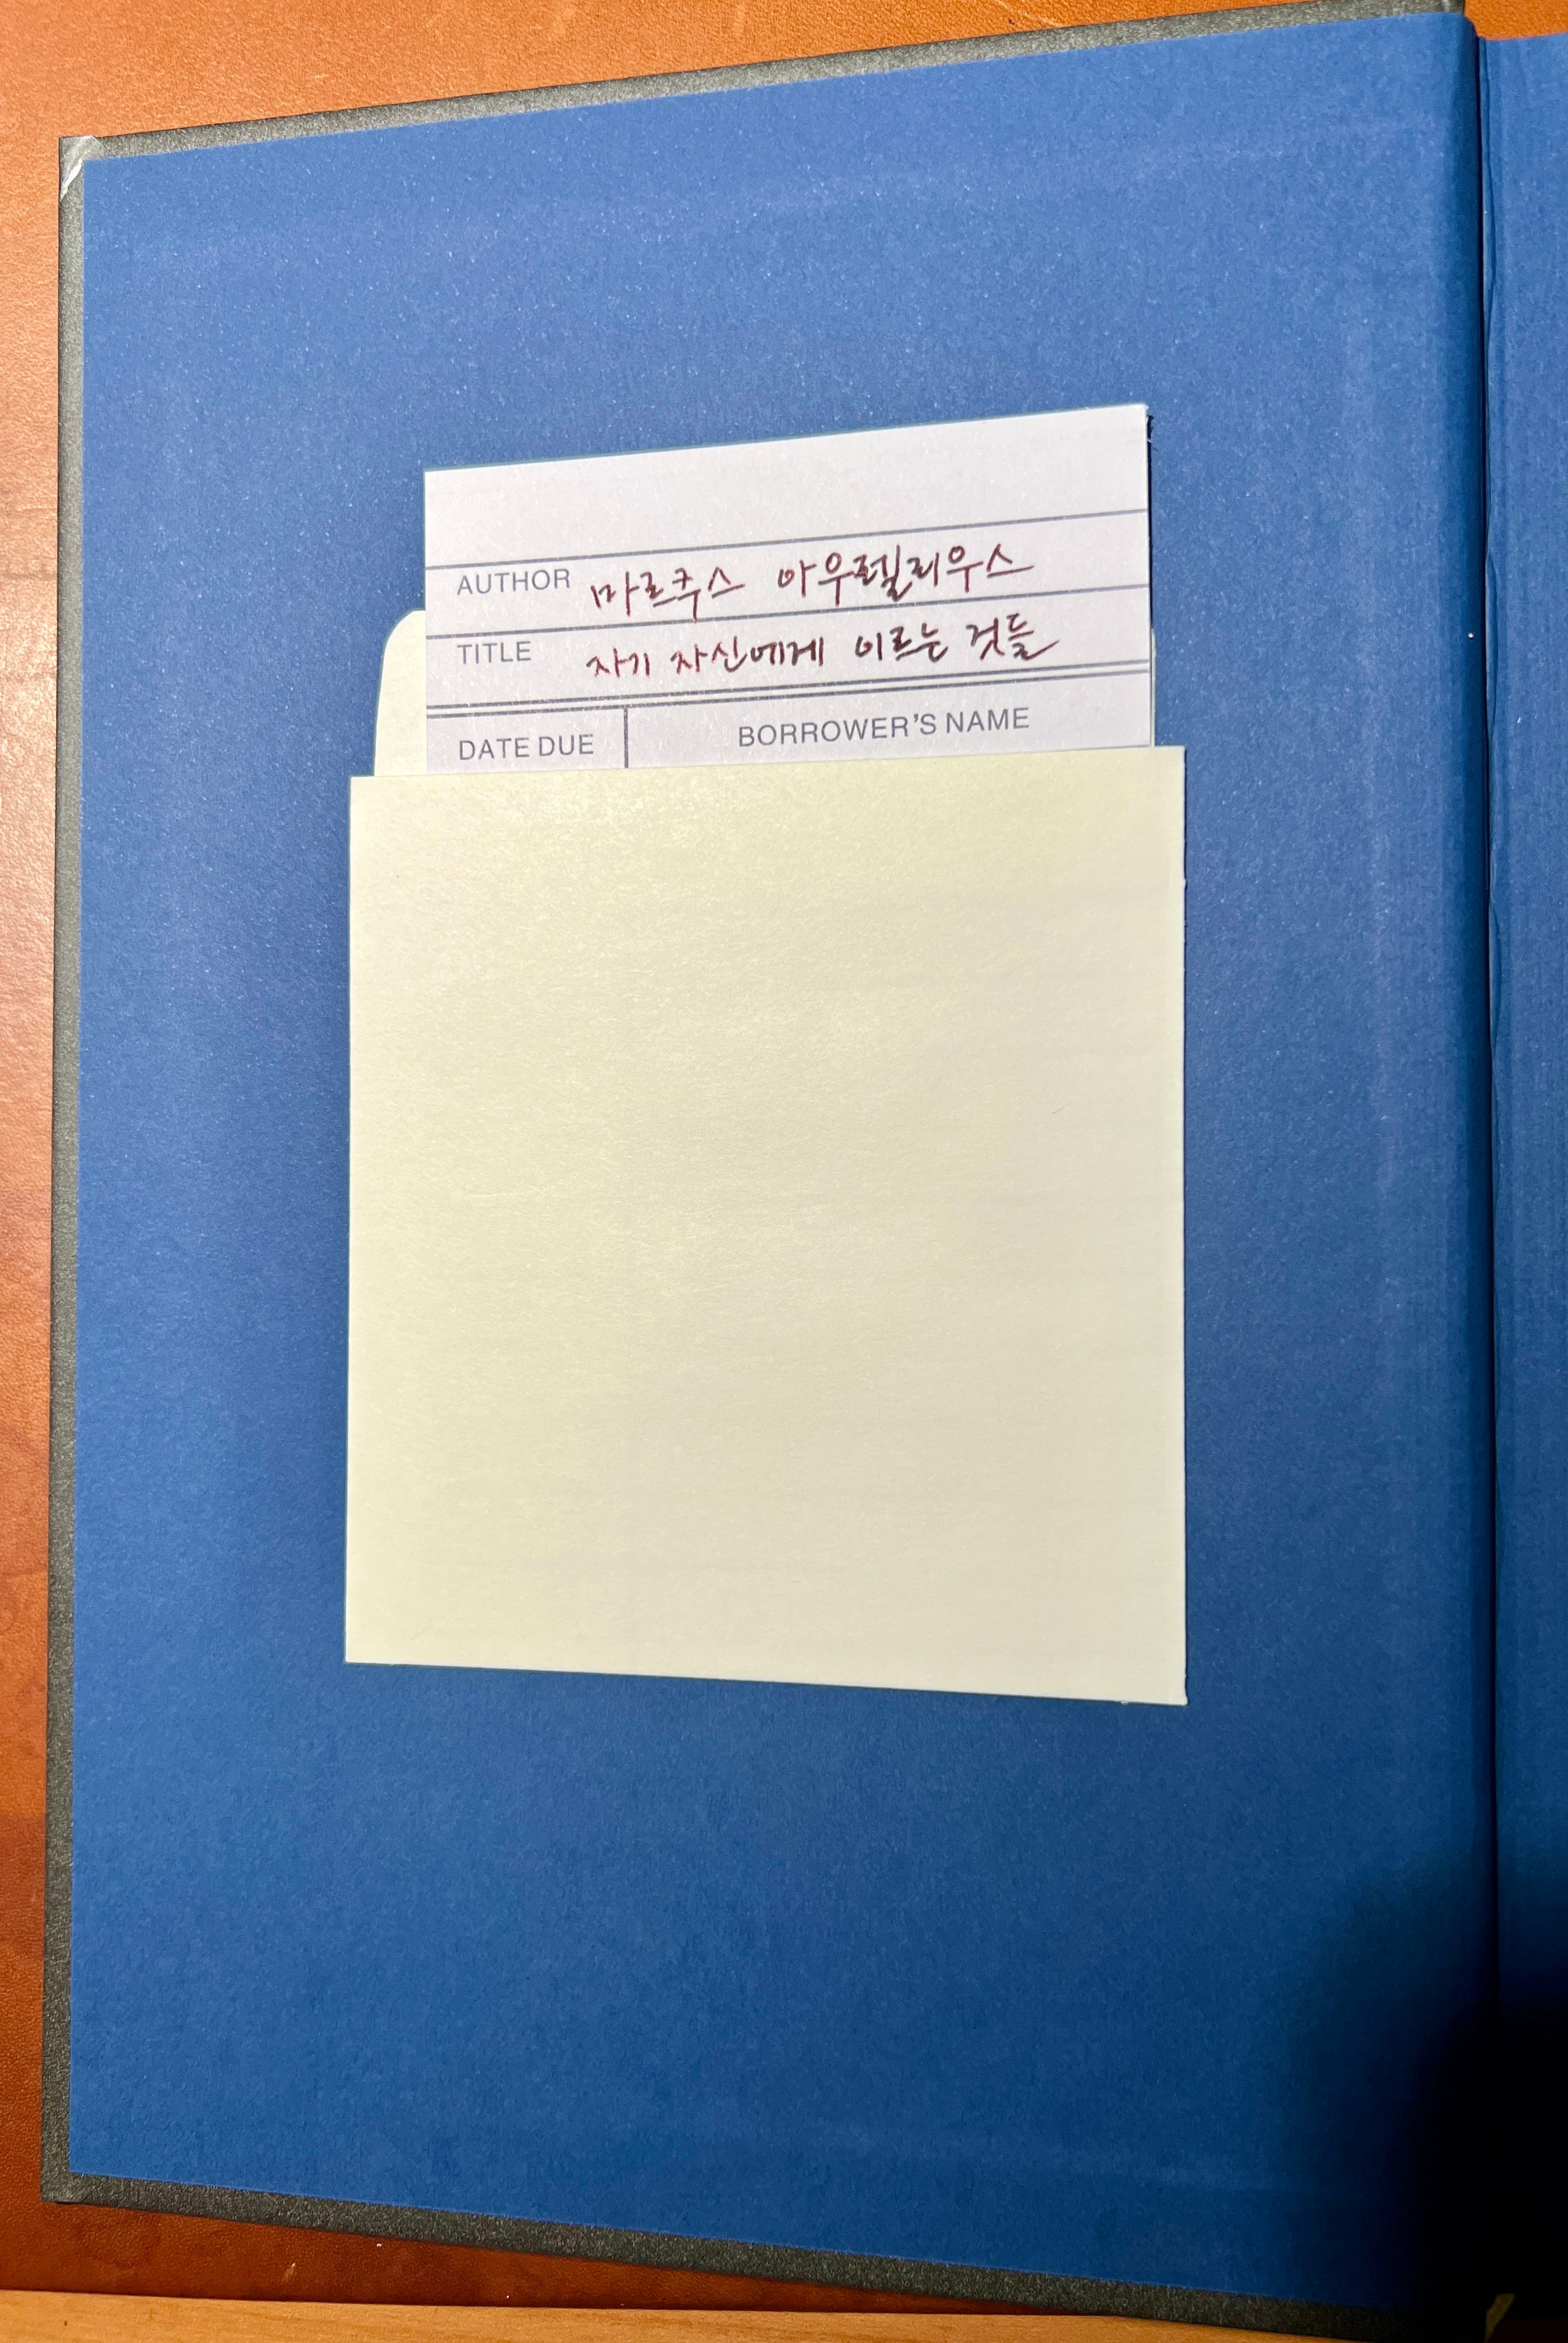 AUTHOR 마르쿠스 아우렐리우스
TITLE 자기 자신에게 이르는 것들
DATE DUE BORROWER'S NAME